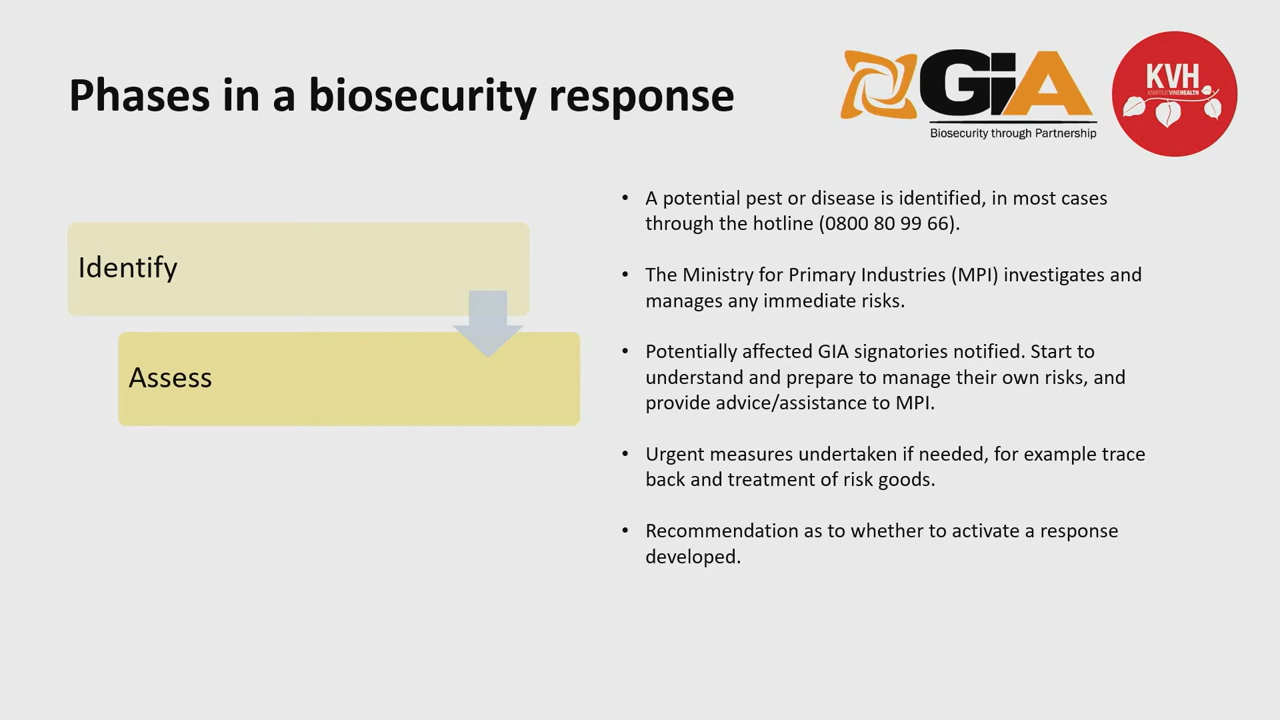 Phases in a biosecurity response
GiA
Biosecurity through Partnership
KVH
KIWIFRUIT VINE HEALTH
Identify
Assess
• A potential pest or disease is identified, in most cases
through the hotline (0800 80 99 66).
• The Ministry for Primary Industries (MPI) investigates and
manages any immediate risks.
• Potentially affected GIA signatories notified. Start to
understand and prepare to manage their own risks, and
provide advice/assistance to MPI.
• Urgent measures undertaken if needed, for example trace
back and treatment of risk goods.
• Recommendation as to whether to activate a response
developed.